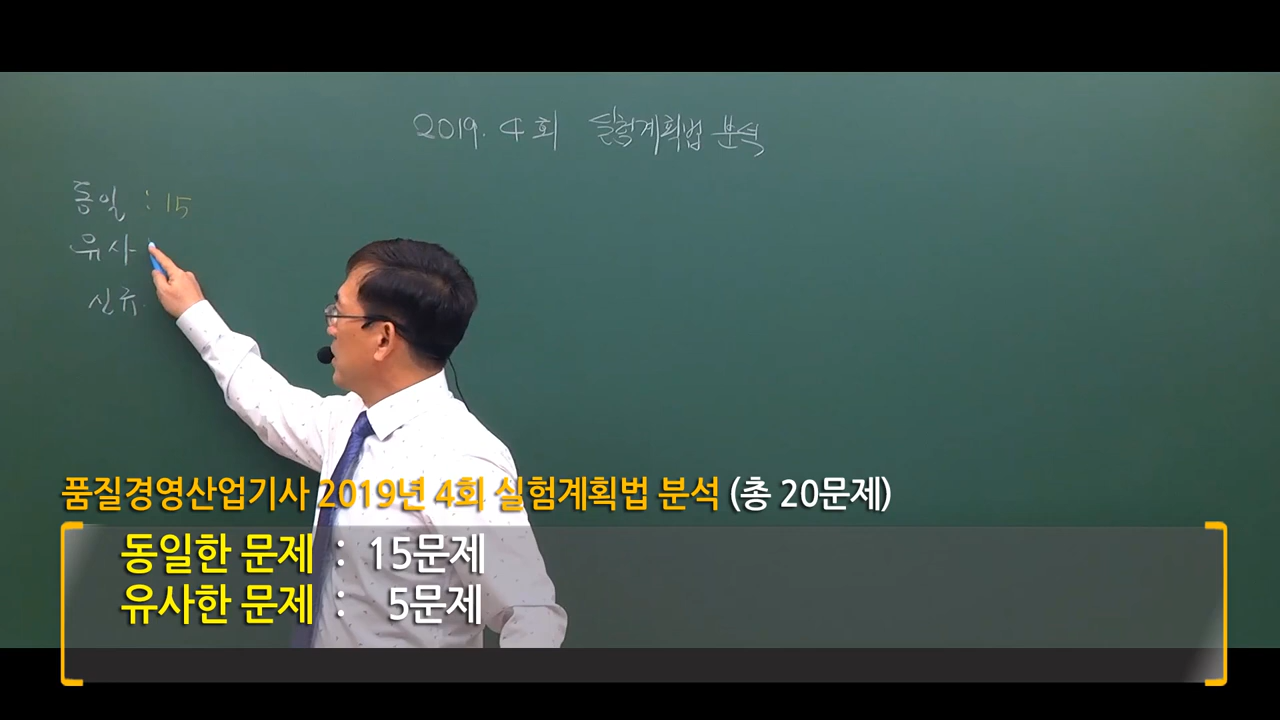 2019. 4회 실험계획법 분석
동일 : 15
유사
신규
품질경영산업기사 2019년 4회 실험계획법 분석 (총 20문제)
동일한 문제 : 15문제
유사한 문제 : 5문제